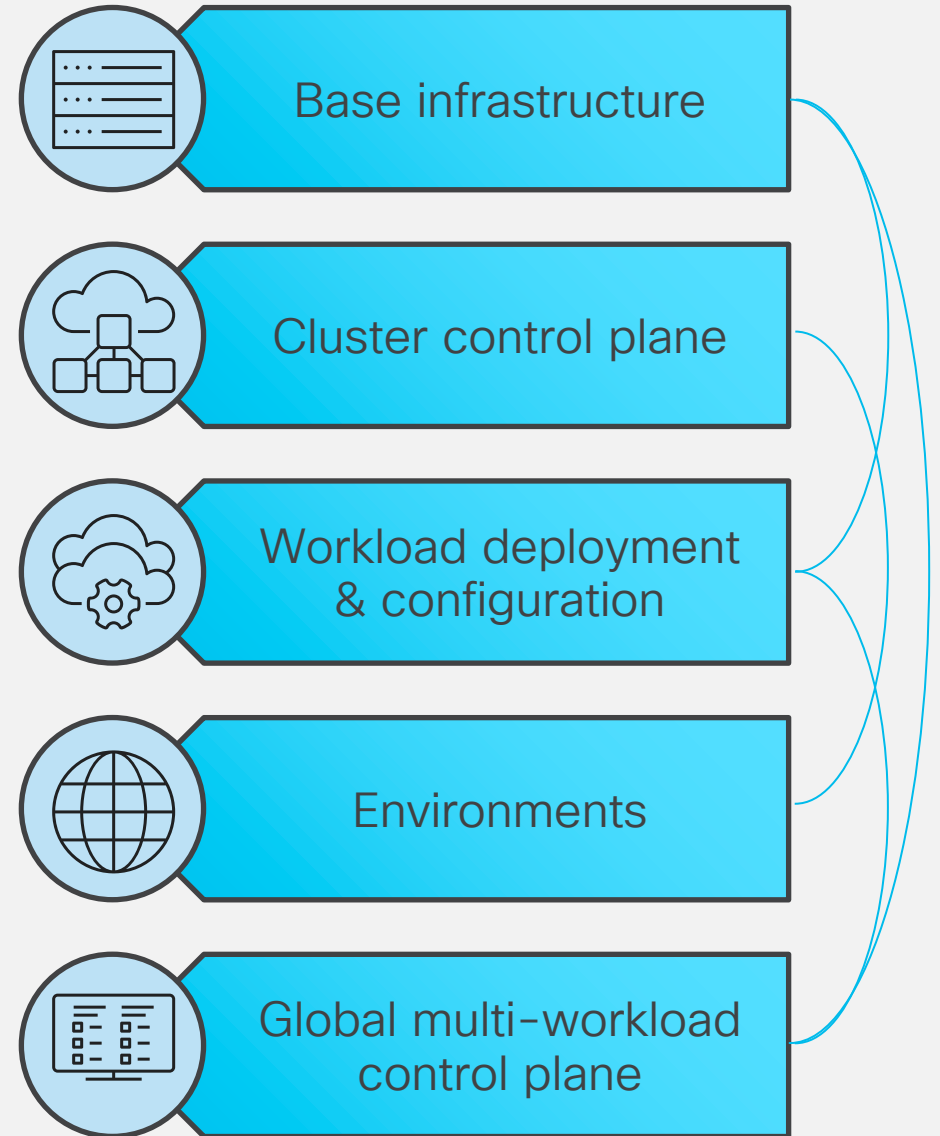 Base infrastructure
Cluster control plane
Workload deployment
& configuration
Environments
Global multi-workload
control plane